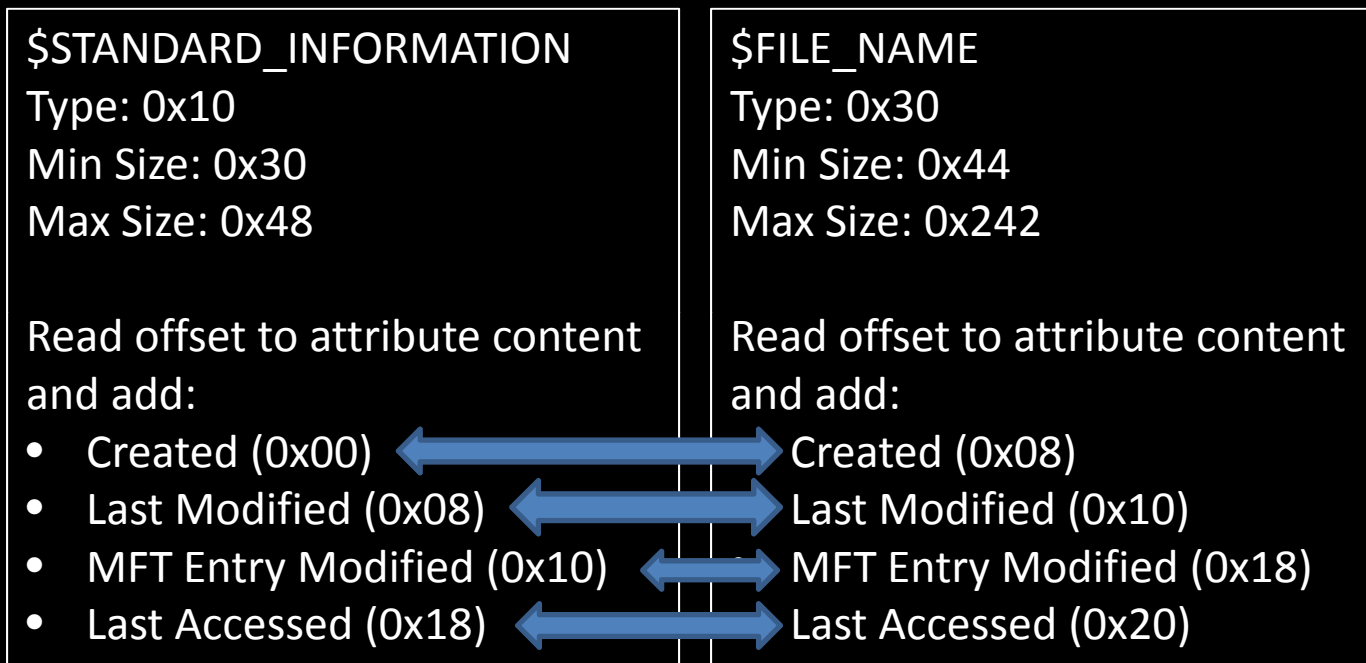 $STANDARD_INFORMATION
Type: 0x10
Min Size: 0x30
Max Size: 0x48
Read offset to attribute content
and add:
• Created (0x00)
• Last Modified (0x08)
• MFT Entry Modified (0x10)
• Last Accessed (0x18)
$FILE_NAME
Type: 0x30
Min Size: 0x44
Max Size: 0x242
Read offset to attribute content
and add:
Created (0x08)
Last Modified (0x10)
MFT Entry Modified (0x18)
Last Accessed (0x20)